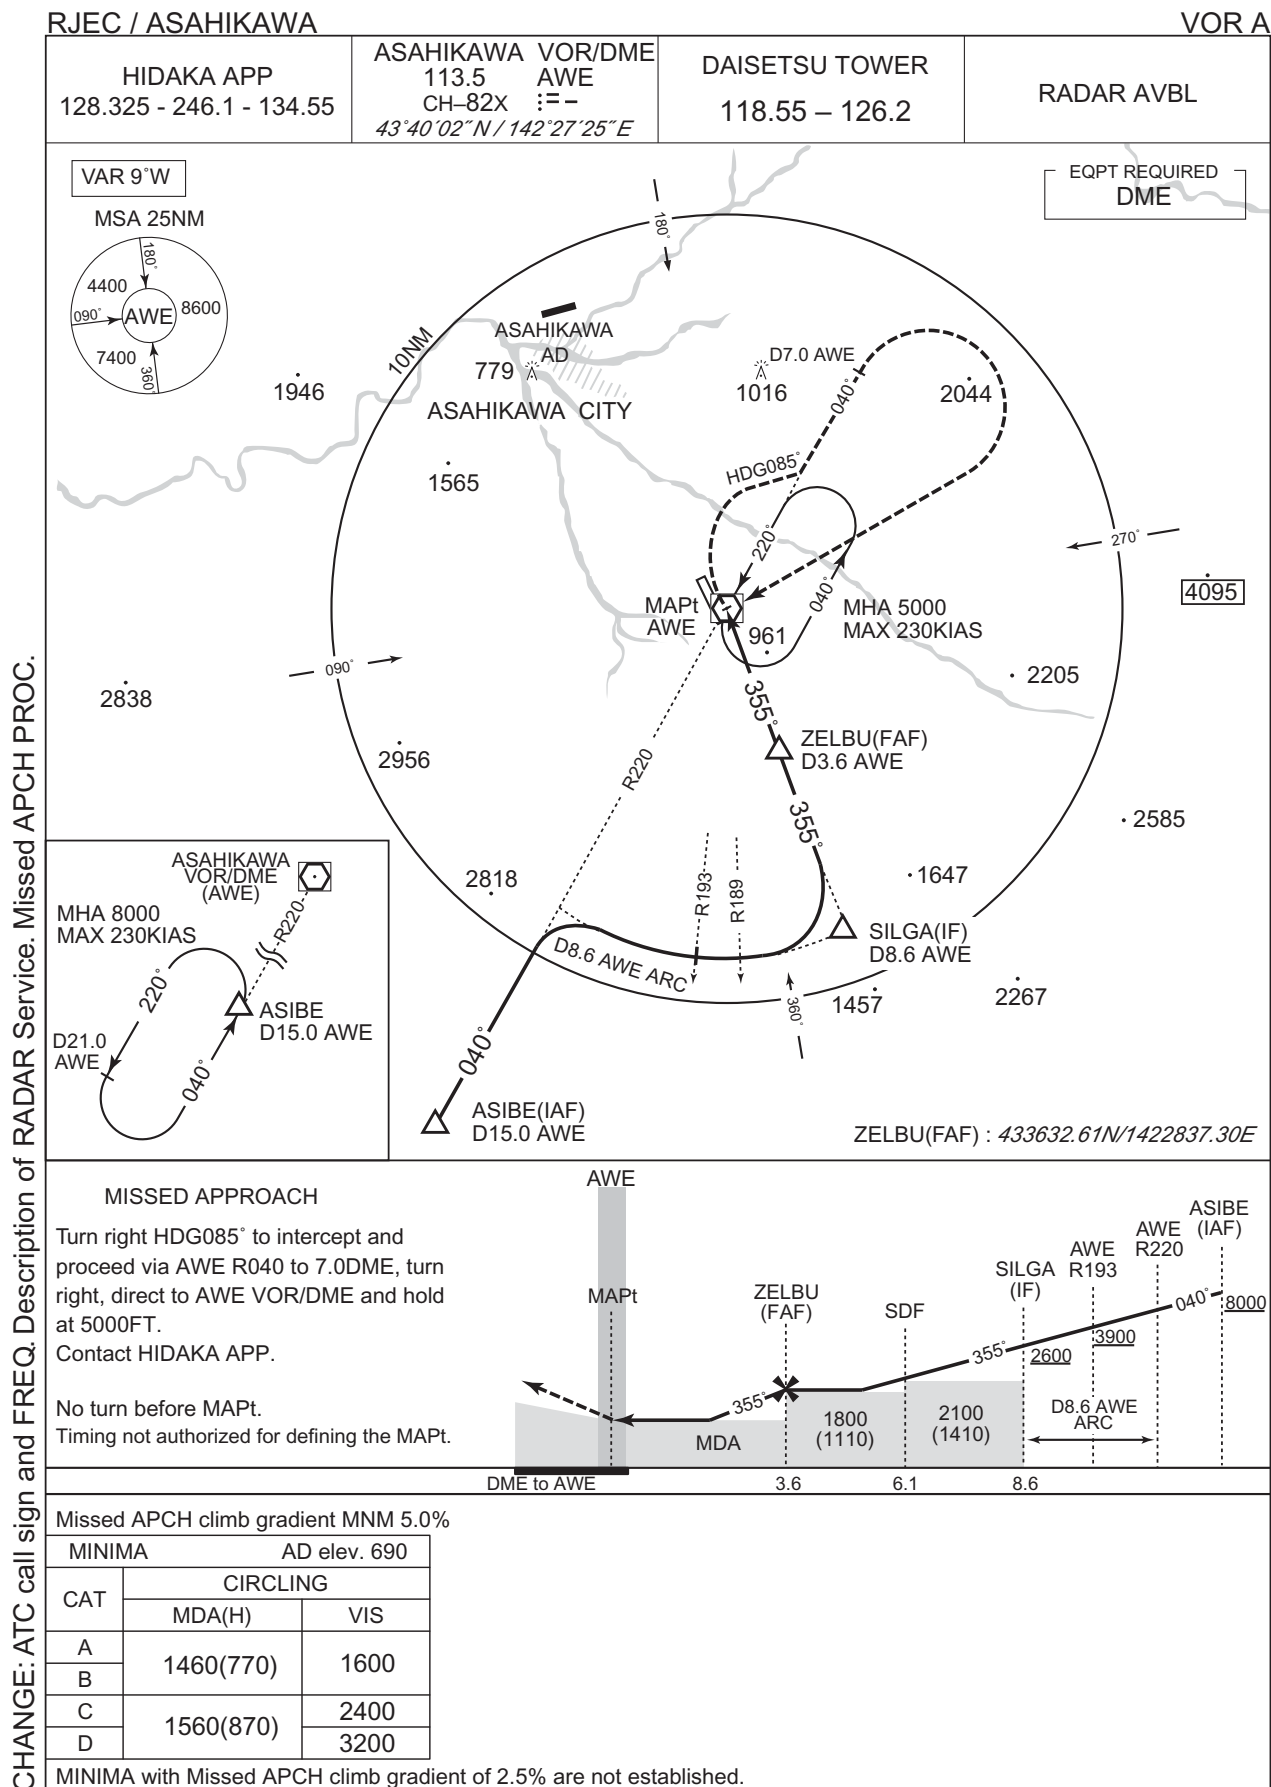 RJEC / ASAHIKAWA
VOR A
HIDAKA APP
128.325 - 246.1 - 134.55
ASAHIKAWA VOR/DME
113.5 AWE
CH–82X
43˚40´02˝N / 142˚27´25˝E
DAISETSU TOWER
118.55 – 126.2
RADAR AVBL
VAR 9˚W
MSA 25NM
180˚
4400
8600
090˚
AWE
7400
360˚
EQPT REQUIRED
DME
180˚
10NM
ASAHIKAWA
AD
779
ASAHIKAWA CITY
1946
1565
D7.0 AWE
1016
040˚
2044
HDG085˚
220˚
040˚
270˚
4095
MAPt
AWE
MHA 5000
MAX 230KIAS
961
2205
090˚
2838
2956
355˚
ZELBU(FAF)
D3.6 AWE
R220
355˚
2585
2818
R193
R189
1647
SILGA(IF)
D8.6 AWE
D8.6 AWE ARC
1457
2267
360˚
040˚
ASIBE(IAF)
D15.0 AWE
ZELBU(FAF) : 433632.61N/1422837.30E
ASAHIKAWA
VOR/DME
(AWE)
MHA 8000
MAX 230KIAS
R220
220˚
ASIBE
D15.0 AWE
D21.0
AWE
040˚
MISSED APPROACH
Turn right HDG085˚ to intercept and
proceed via AWE R040 to 7.0DME, turn
right, direct to AWE VOR/DME and hold
at 5000FT.
Contact HIDAKA APP.
No turn before MAPt.
Timing not authorized for defining the MAPt.
AWE
MAPt
ZELBU
(FAF)
SDF
SILGA
(IF)
AWE
R193
AWE
R220
ASIBE
(IAF)
040˚
8000
3900
2600
355˚
355˚
MDA
1800
(1110)
2100
(1410)
D8.6 AWE
ARC
DME to AWE
3.6
6.1
8.6
Missed APCH climb gradient MNM 5.0%
MINIMA AD elev. 690
CAT
CIRCLING
MDA(H)
VIS
A
B
1460(770)
1600
C
D
1560(870)
2400
3200
MINIMA with Missed APCH climb gradient of 2.5% are not established.
CHANGE: ATC call sign and FREQ. Description of RADAR Service. Missed APCH PROC.